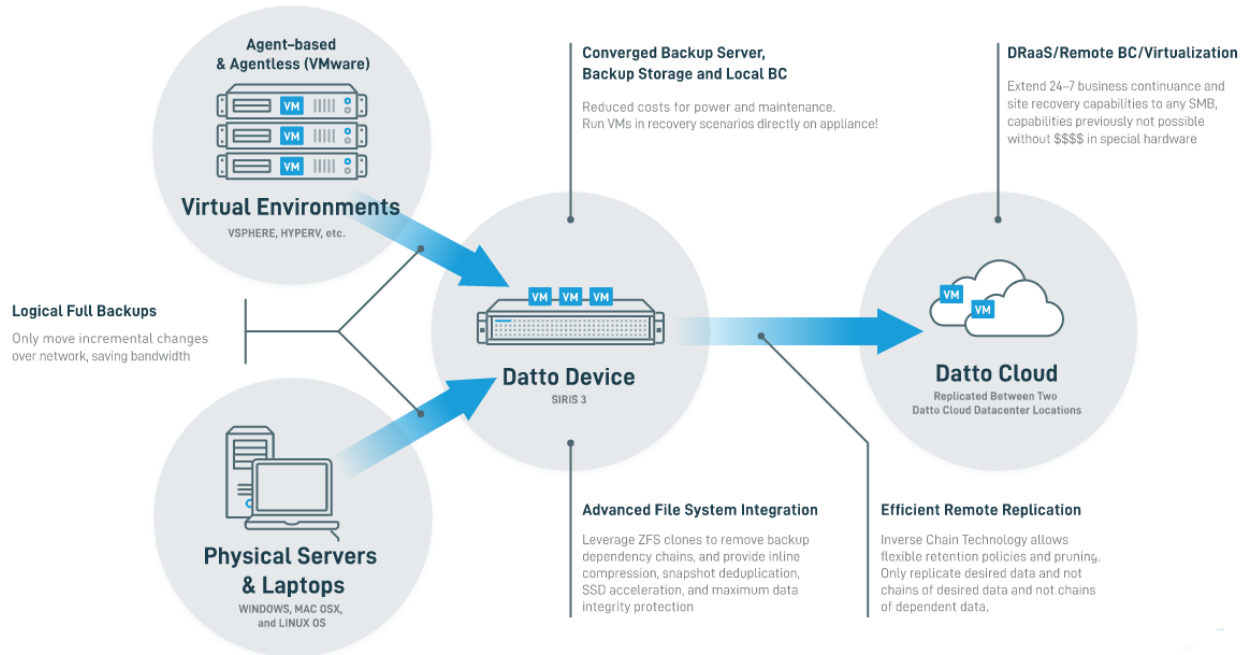 Agent–based
& Agentless (VMware)
VM
VM
VM
Virtual Environments
VSPHERE, HYPERV, etc.
Logical Full Backups
Only move incremental changes
over network, saving bandwidth
Physical Servers
& Laptops
WINDOWS, MAC OSX,
and LINUX OS
Converged Backup Server,
Backup Storage and Local BC
Reduced costs for power and maintenance.
Run VMs in recovery scenarios directly on appliance!
VM VM VM
Datto Device
SIRIS 3
Advanced File System Integration
Leverage ZFS clones to remove backup
dependency chains, and provide inline
compression, snapshot deduplication,
SSD acceleration, and maximum data
integrity protection
DRaaS/Remote BC/Virtualization
Extend 24–7 business continuance and
site recovery capabilities to any SMB,
capabilities previously not possible
without $$$$ in special hardware
VM
VM
Datto Cloud
Replicated Between Two
Datto Cloud Datacenter Locations
Efficient Remote Replication
Inverse Chain Technology allows
flexible retention policies and pruning.
Only replicate desired data and not
chains of desired data and not chains
of dependent data.